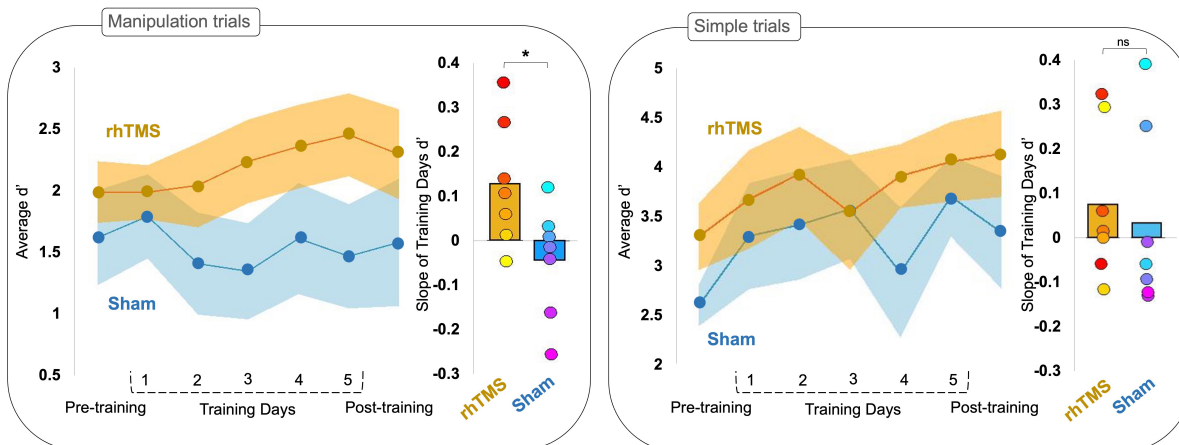 Manipulation trials
3
2.5
2
1.5
1
0.5
Average d'
rhTMS
Sham
1 2 3 4 5
Pre-training Training Days Post-training
*
0.4
0.3
0.2
0.1
0
-0.1
-0.2
-0.3
Slope of Training Days d'
rhTMS Sham
Simple trials
5
4.5
4
3.5
3
2.5
2
Average d'
rhTMS
Sham
1 2 3 4 5
Pre-training Training Days Post-training
ns
0.4
0.3
0.2
0.1
0
-0.1
-0.2
-0.3
Slope of Training Days d'
rhTMS Sham